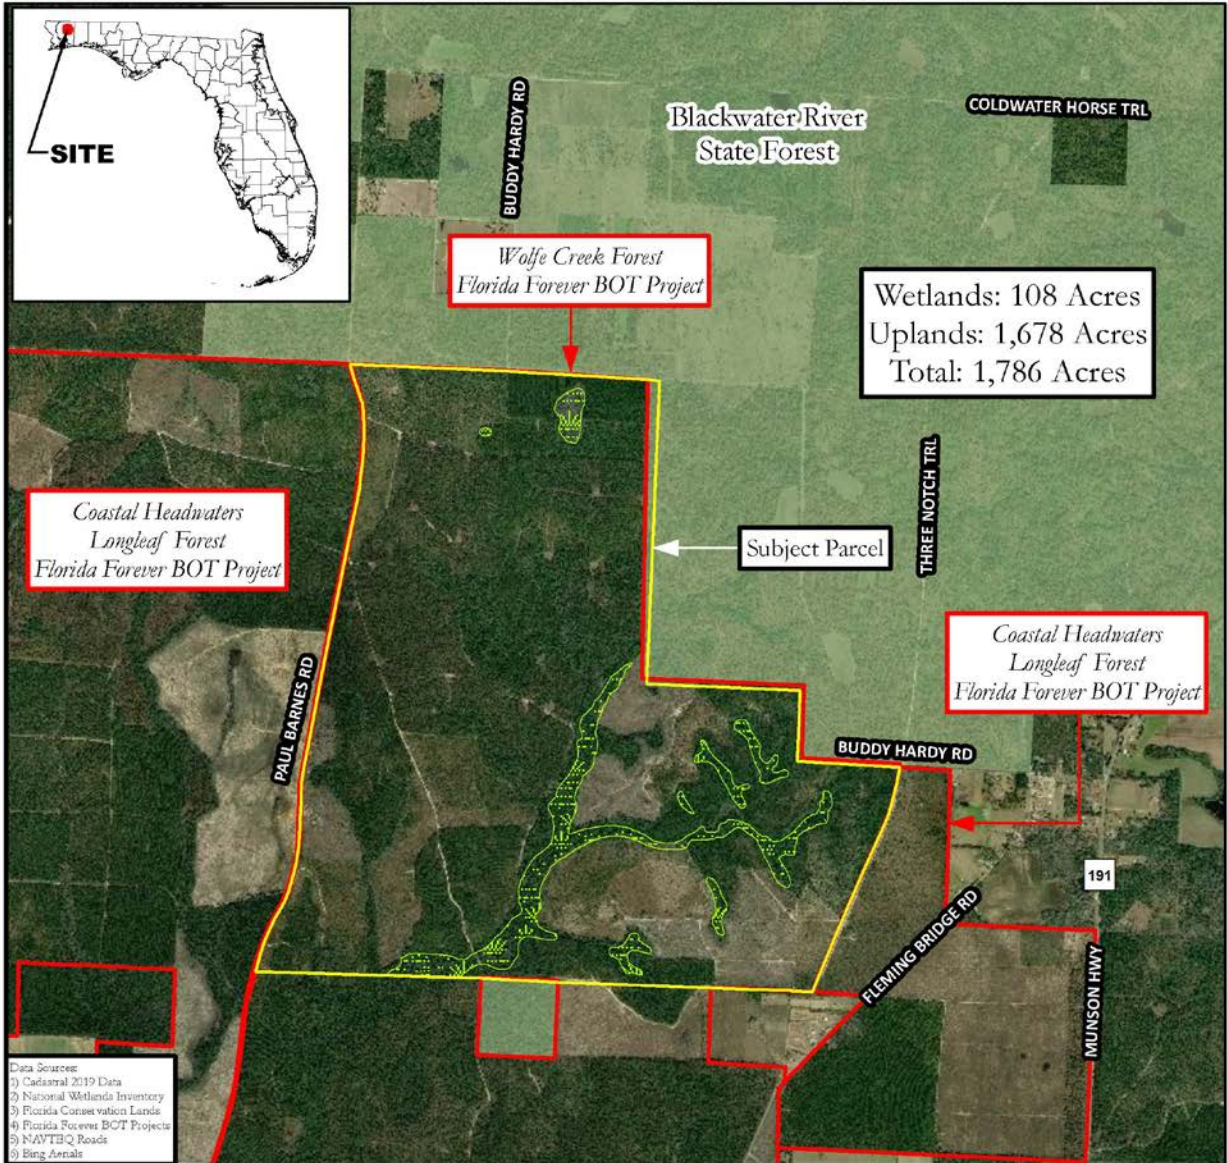 SITE
BUDDY HARDY RD
Blackwater River
State Forest
COLDWATER HORSE TRL
Wolfe Creek Forest
Florida Forever BOT Project
Wetlands: 108 Acres
Uplands: 1,678 Acres
Total: 1,786 Acres
THREE NOTCH TRL
Coastal Headwaters
Longleaf Forest
Florida Forever BOT Project
Subject Parcel
Coastal Headwaters
Longleaf Forest
Florida Forever BOT Project
PAUL BARNES RD
BUDDY HARDY RD
191
FLEMING BRIDGE RD
MUNSON HWY
Data Sources:
1) Cadastral 2019 Data
2) National Wetlands Inventory
3) Florida Conservation Lands
4) Florida Forever BOT Projects
5) NAVTEQ Roads
6) Bing Aerials